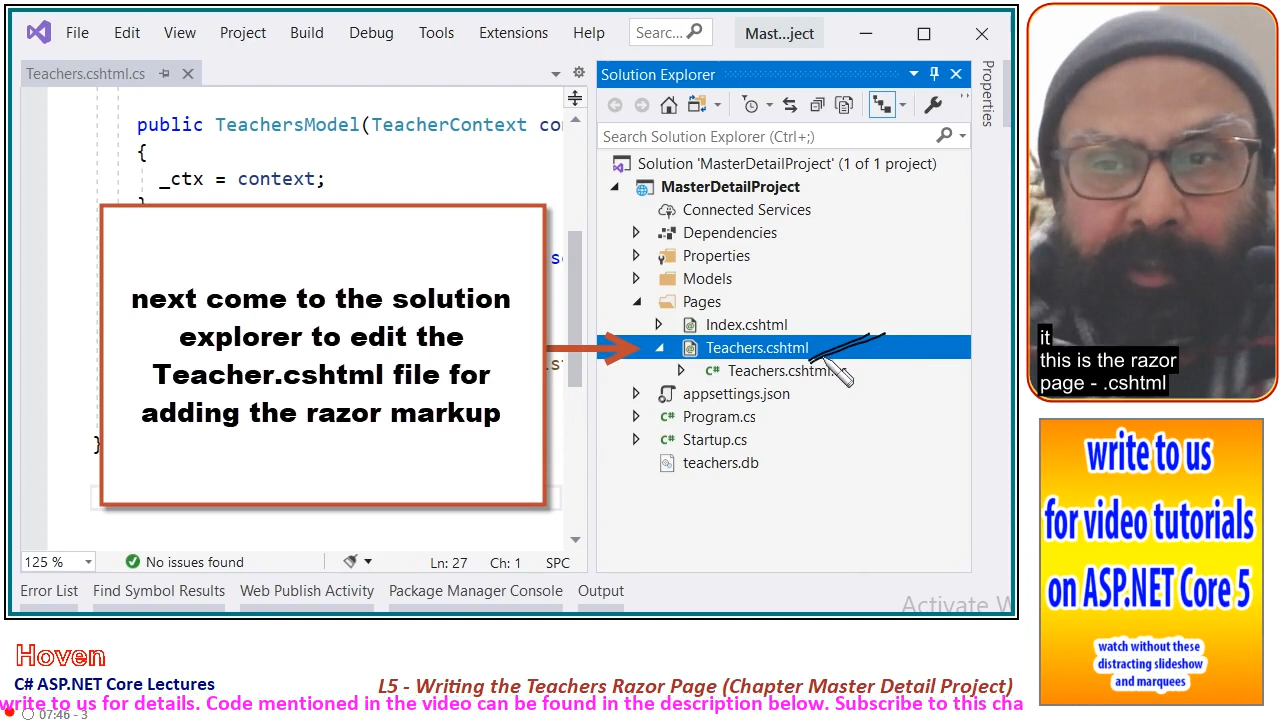 File Edit View Project Build Debug Tools Extensions Help Searc... Mast...ject
Teachers.cshtml.cs
Solution Explorer
Properties
Search Solution Explorer (Ctrl+;)
public TeachersModel(TeacherContext
{
_ctx = context;
Solution 'MasterDetailProject' (1 of 1 project)
MasterDetailProject
Connected Services
Dependencies
Properties
Models
Pages
Index.cshtml
Teachers.cshtml
Teachers.cshtml.
appsettings.json
C# Program.cs
C# Startup.cs
teachers.db
next come to the solution
explorer to edit the
Teacher.cshtml file for
adding the razor markup
}
125 % No issues found Ln: 27 Ch: 1 SPC
Error List Find Symbol Results Web Publish Activity Package Manager Console Output
Activate W
it
this is the razor
page - .cshtml
write to us
for video tutorials
on ASP.NET Core 5
watch without these
distracting slideshow
and marquees
Hoven
C# ASP.NET Core Lectures
L5 - Writing the Teachers Razor Page (Chapter Master Detail Project)
write to us for details. Code mentioned in the video can be found in the description below. Subscribe to this cha
07:46 - 3